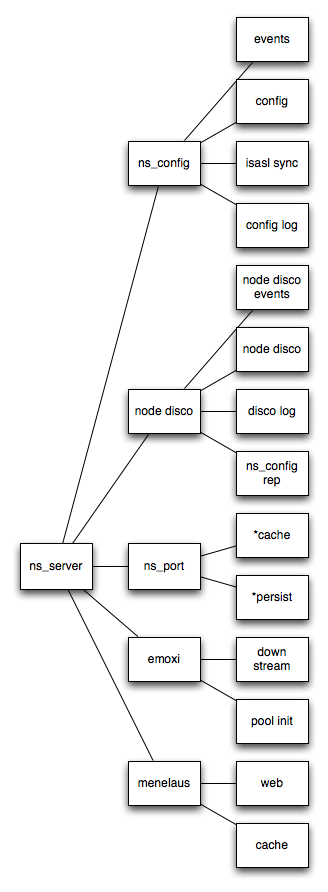 events
config
ns_config
isasl sync
config log
node disco
events
node disco
node disco
disco log
ns_config
rep
*cache
ns_server
ns_port
*persist
emoxi
down
stream
pool init
menelaus
web
cache